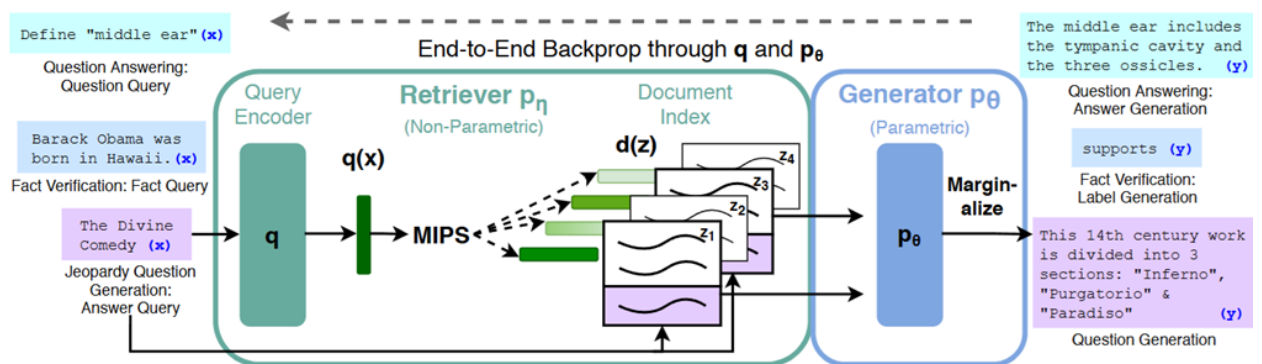 Define "middle ear" (x)
Question Answering:
Question Query
Barack Obama was
born in Hawaii. (x)
Fact Verification: Fact Query
The Divine
Comedy (x)
Jeopardy Question
Generation:
Answer Query
End-to-End Backprop through q and pθ
Query
Encoder
q
q(x)
Retriever pη
(Non-Parametric)
MIPS
Document
Index
d(z)
z4
z3
z2
z1
Generator pθ
(Parametric)
pθ
Margin-
alize
The middle ear includes
the tympanic cavity and
the three ossicles. (y)
Question Answering:
Answer Generation
supports (y)
Fact Verification:
Label Generation
This 14th century work
is divided into 3
sections: "Inferno",
"Purgatorio" &
"Paradiso" (y)
Question Generation